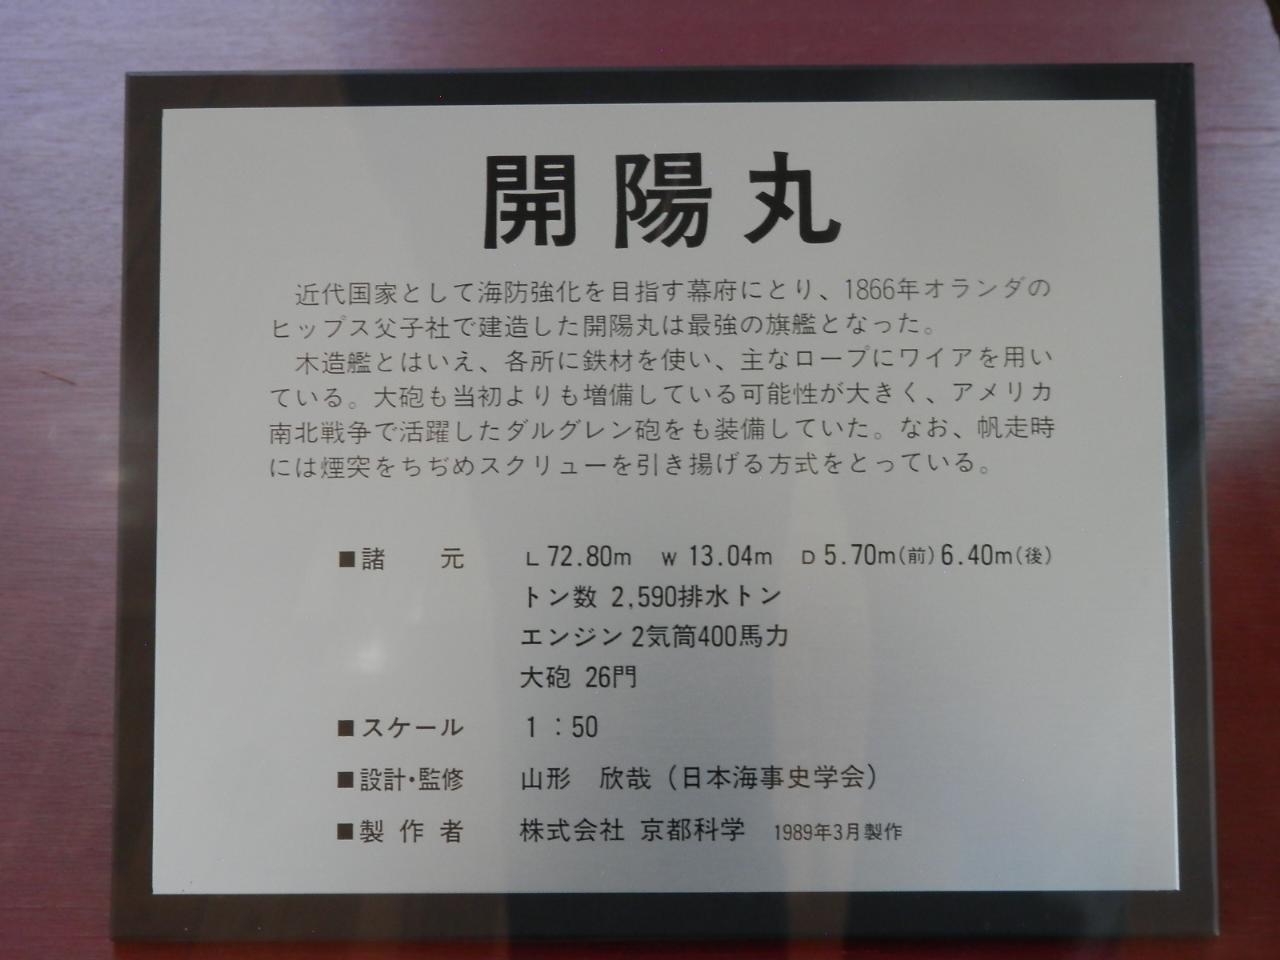 開陽丸
近代国家として海防強化を目指す幕府にとり、1866年オランダの
ヒップス父子社で建造した開陽丸は最強の旗艦となった。
木造艦とはいえ、各所に鉄材を使い、主なロープにワイアを用い
ている。大砲も当初よりも増備している可能性が大きく、アメリカ
南北戦争で活躍したダルグレン砲をも装備していた。なお、帆走時
には煙突をちぢめスクリューを引き揚げる方式をとっている。
■諸　元　L 72.80m　W 13.04m　D 5.70m(前)6.40m(後)
トン数 2,590排水トン
エンジン 2気筒400馬力
大砲 26門
■スケール　1：50
■設計・監修　山形　欣哉（日本海事史学会）
■製作者　株式会社 京都科学　1989年3月製作